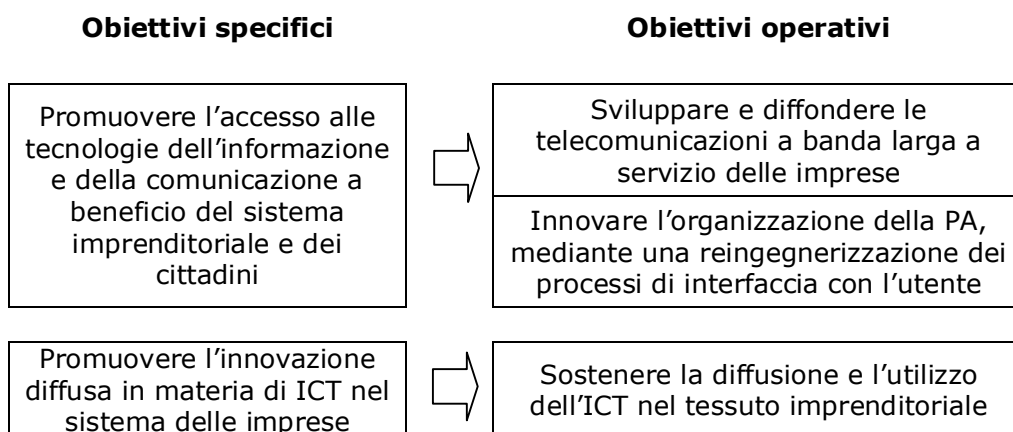 Obiettivi specifici
Obiettivi operativi
Promuovere l’accesso alle
tecnologie dell’informazione
e della comunicazione a
beneficio del sistema
imprenditoriale e dei
cittadini
Sviluppare e diffondere le
telecomunicazioni a banda larga a
servizio delle imprese
Innovare l’organizzazione della PA,
mediante una reingegnerizzazione dei
processi di interfaccia con l’utente
Promuovere l’innovazione
diffusa in materia di ICT nel
sistema delle imprese
Sostenere la diffusione e l’utilizzo
dell’ICT nel tessuto imprenditoriale